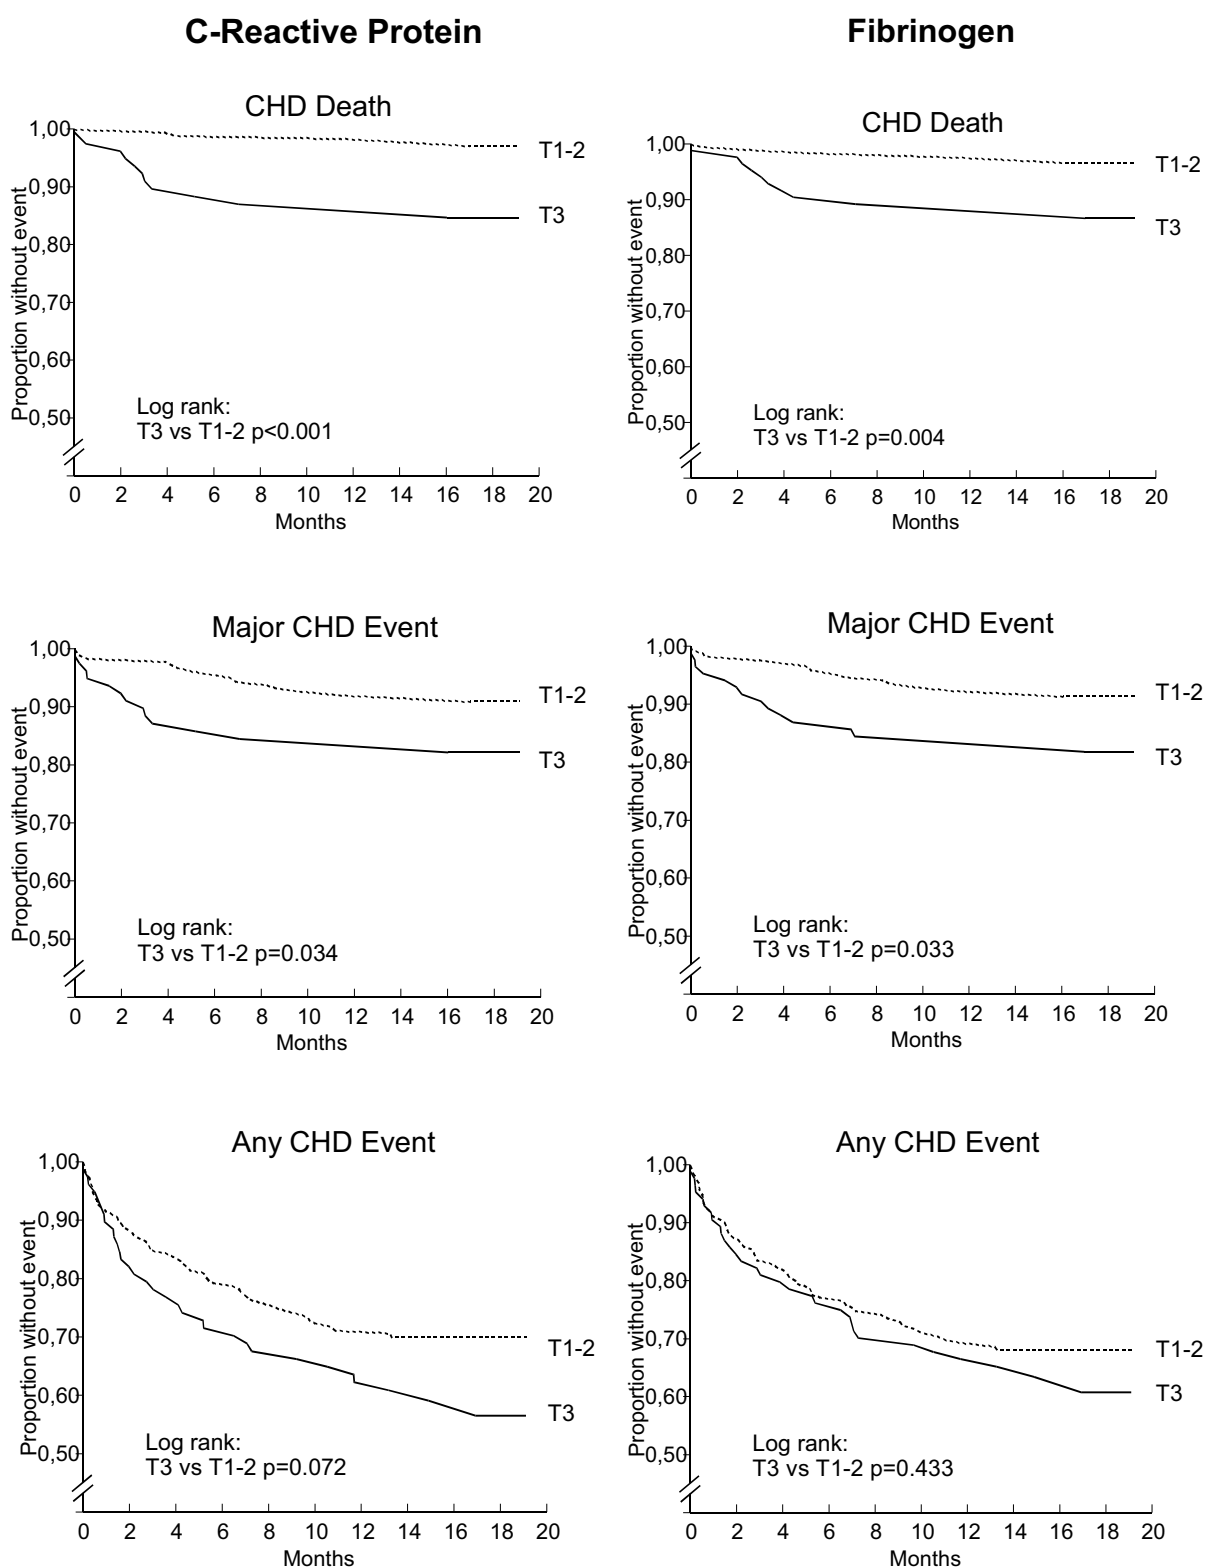 C-Reactive Protein
Fibrinogen
CHD Death
1,00
0,90
0,80
0,70
0,60
0,50
Proportion without event
T1-2
T3
Log rank:
T3 vs T1-2 p<0.001
0 2 4 6 8 10 12 14 16 18 20
Months
CHD Death
1,00
0,90
0,80
0,70
0,60
0,50
Proportion without event
T1-2
T3
Log rank:
T3 vs T1-2 p=0.004
0 2 4 6 8 10 12 14 16 18 20
Months
Major CHD Event
1,00
0,90
0,80
0,70
0,60
0,50
Proportion without event
T1-2
T3
Log rank:
T3 vs T1-2 p=0.034
0 2 4 6 8 10 12 14 16 18 20
Months
Major CHD Event
1,00
0,90
0,80
0,70
0,60
0,50
Proportion without event
T1-2
T3
Log rank:
T3 vs T1-2 p=0.033
0 2 4 6 8 10 12 14 16 18 20
Months
Any CHD Event
1,00
0,90
0,80
0,70
0,60
0,50
Proportion without event
T1-2
T3
Log rank:
T3 vs T1-2 p=0.072
0 2 4 6 8 10 12 14 16 18 20
Months
Any CHD Event
1,00
0,90
0,80
0,70
0,60
0,50
Proportion without event
T1-2
T3
Log rank:
T3 vs T1-2 p=0.433
0 2 4 6 8 10 12 14 16 18 20
Months